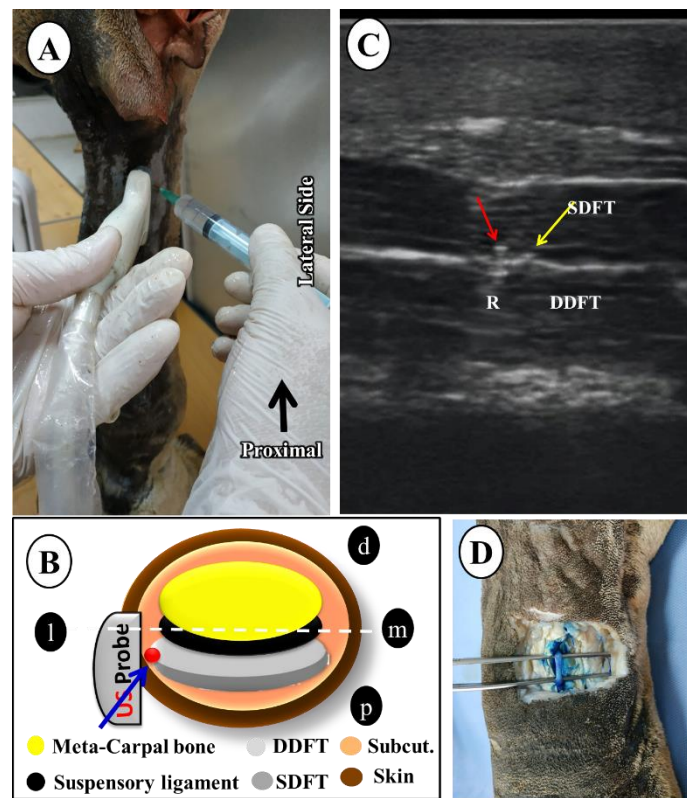 A
Lateral Side
Proximal
C
SDFT
R
DDFT
B
d
l
m
p
US Probe
Meta-Carpal bone
DDFT
Subcut.
Suspensory ligament
SDFT
Skin
D